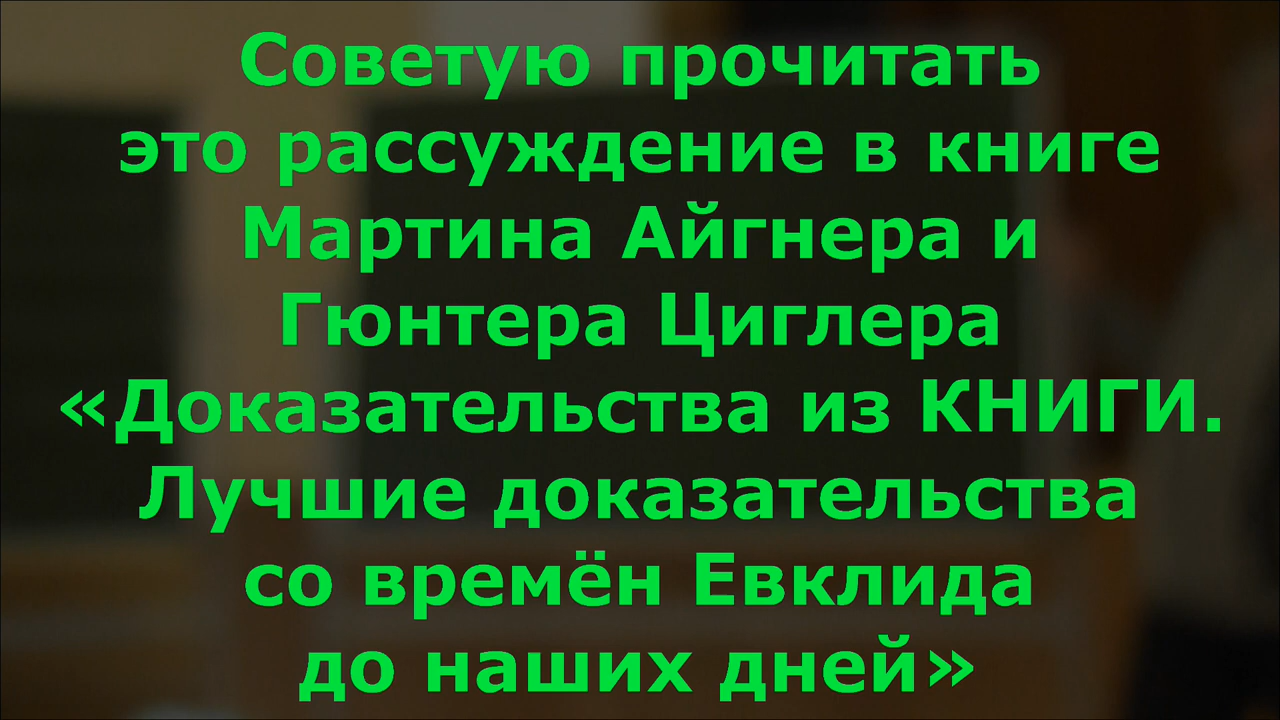 Советую прочитать
это рассуждение в книге
Мартина Айгнера и
Гюнтера Циглера
«Доказательства из КНИГИ.
Лучшие доказательства
со времён Евклида
до наших дней»